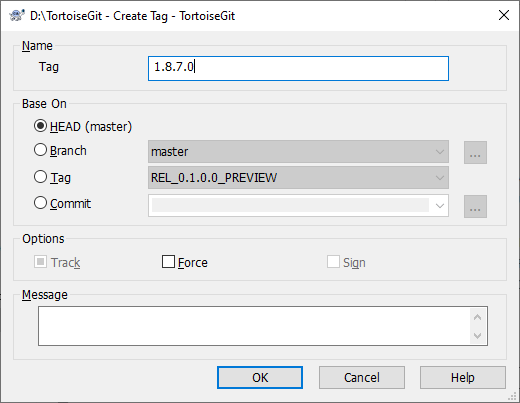 D:\TortoiseGit - Create Tag - TortoiseGit
Name
Tag 1.8.7.0
Base On
HEAD (master)
Branch master ...
Tag REL_0.1.0.0_PREVIEW
Commit ...
Options
Track Force Sign
Message
OK Cancel Help